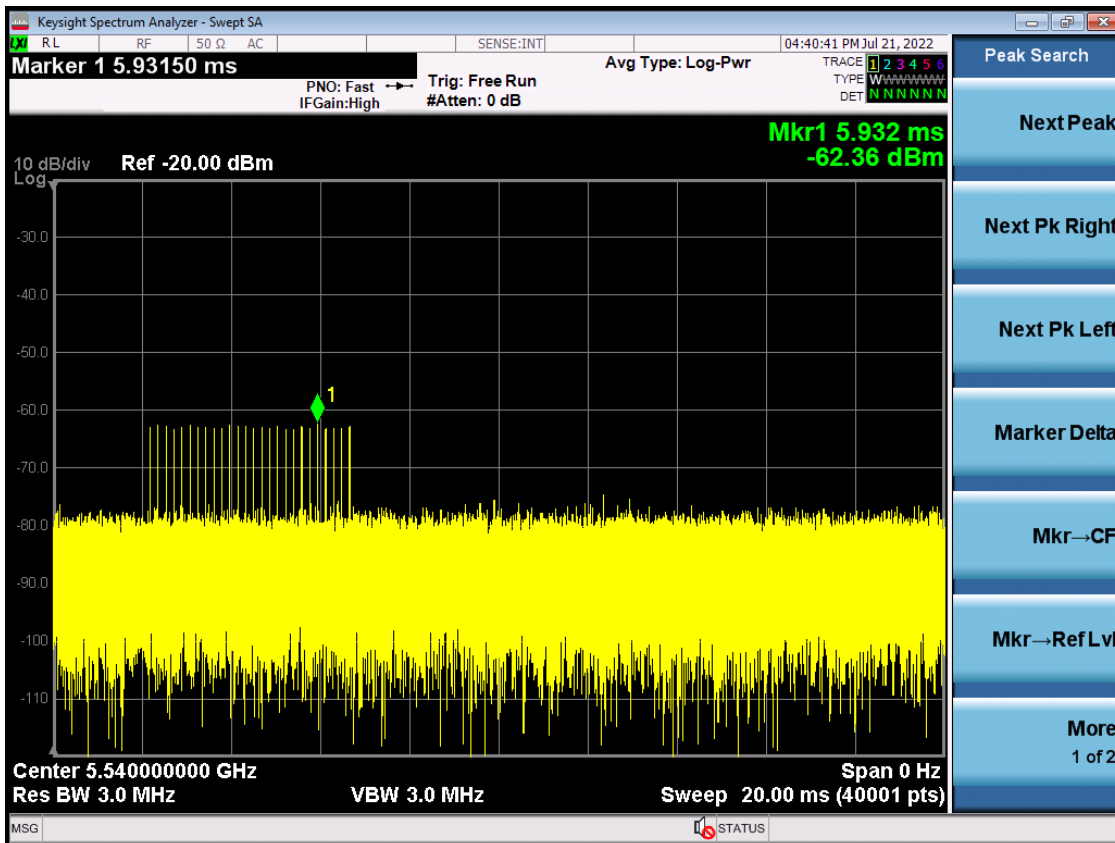 Keysight Spectrum Analyzer - Swept SA
LXI RL RF 50 Ω AC SENSE:INT 04:40:41 PM Jul 21, 2022
Marker 1 5.93150 ms
PNO: Fast
IFGain:High
Trig: Free Run
#Atten: 0 dB
Avg Type: Log-Pwr
TRACE 1 2 3 4 5 6
TYPE WWWWWW
DET N N N N N N
Mkr1 5.932 ms
-62.36 dBm
10 dB/div Ref -20.00 dBm
Log
-30.0
-40.0
-50.0
-60.0
-70.0
-80.0
-90.0
-100
-110
1
Center 5.540000000 GHz Span 0 Hz
Res BW 3.0 MHz VBW 3.0 MHz Sweep 20.00 ms (40001 pts)
MSG STATUS
Peak Search
Next Peak
Next Pk Right
Next Pk Left
Marker Delta
Mkr→CF
Mkr→Ref Lvl
More
1 of 2